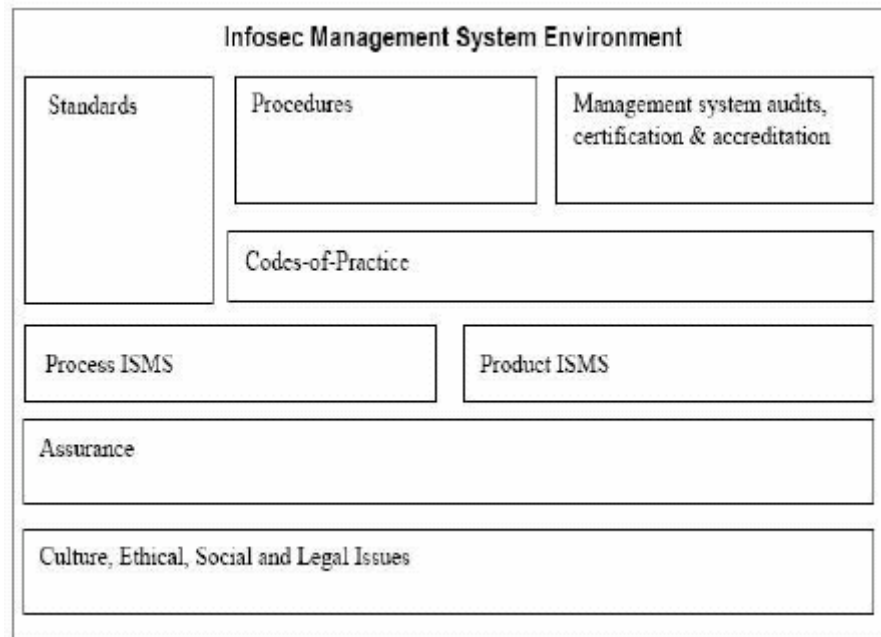 Infosec Management System Environment
Standards
Procedures
Management system audits,
certification & accreditation
Codes-of-Practice
Process ISMS
Product ISMS
Assurance
Culture, Ethical, Social and Legal Issues